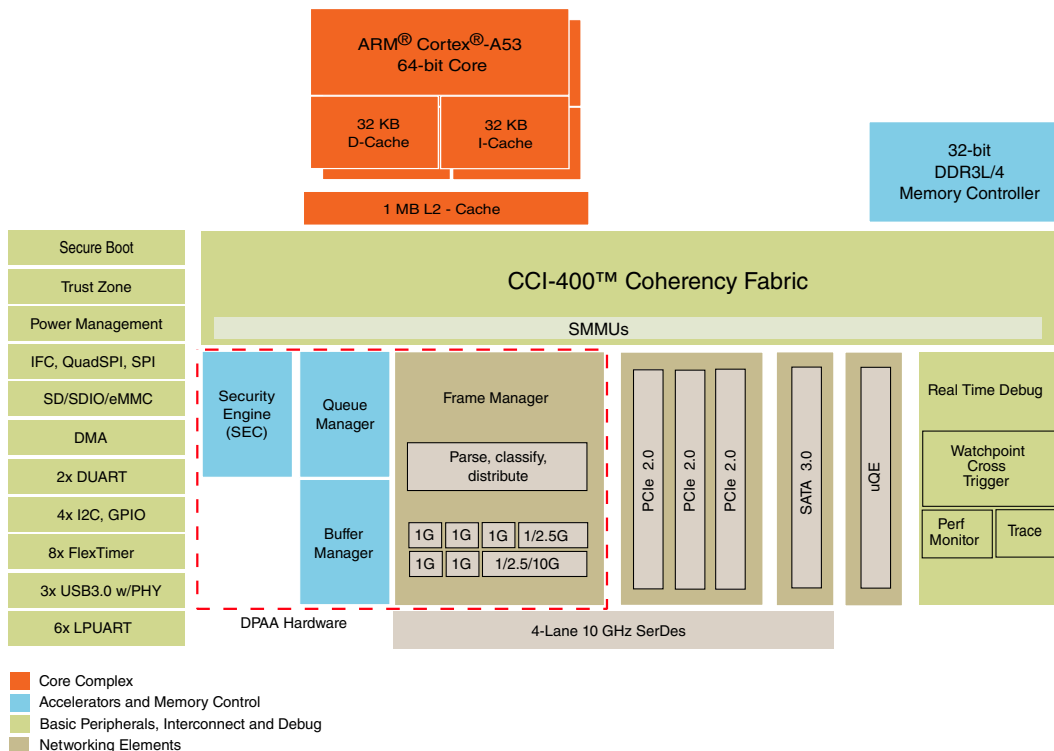 ARM® Cortex®-A53
64-bit Core
32 KB
D-Cache
32 KB
I-Cache
1 MB L2 - Cache
32-bit
DDR3L/4
Memory Controller
Secure Boot
Trust Zone
Power Management
IFC, QuadSPI, SPI
SD/SDIO/eMMC
DMA
2x DUART
4x I2C, GPIO
8x FlexTimer
3x USB3.0 w/PHY
6x LPUART
CCI-400™ Coherency Fabric
SMMUs
Security
Engine
(SEC)
Queue
Manager
Buffer
Manager
Frame Manager
Parse, classify,
distribute
1G 1G 1G 1/2.5G
1G 1G 1/2.5/10G
DPAA Hardware
PCIe 2.0
PCIe 2.0
PCIe 2.0
SATA 3.0
uQE
4-Lane 10 GHz SerDes
Real Time Debug
Watchpoint
Cross
Trigger
Perf
Monitor
Trace
Core Complex
Accelerators and Memory Control
Basic Peripherals, Interconnect and Debug
Networking Elements